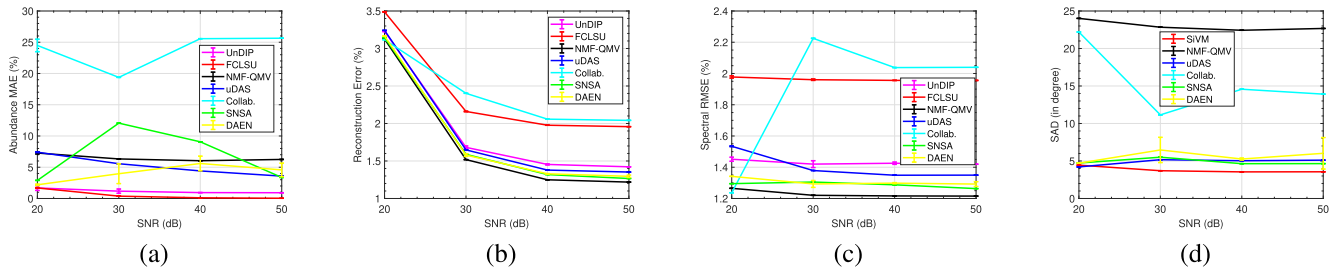 30
25
20
15
10
5
0
Abundance MAE (%)
UnDIP
FCLSU
NMF-QMV
uDAS
Collab.
SNSA
DAEN
20
30
40
50
SNR (dB)
(a)
3.5
3
2.5
2
1.5
1
Reconstruction Error (%)
UnDIP
FCLSU
NMF-QMV
uDAS
Collab.
SNSA
DAEN
20
30
40
50
SNR (dB)
(b)
2.4
2.2
2
1.8
1.6
1.4
1.2
Spectral RMSE (%)
UnDIP
FCLSU
NMF-QMV
uDAS
Collab.
SNSA
DAEN
20
30
40
50
SNR (dB)
(c)
25
20
15
10
5
0
SAD (in degree)
SiVM
NMF-QMV
uDAS
Collab.
SNSA
DAEN
20
30
40
50
SNR (dB)
(d)